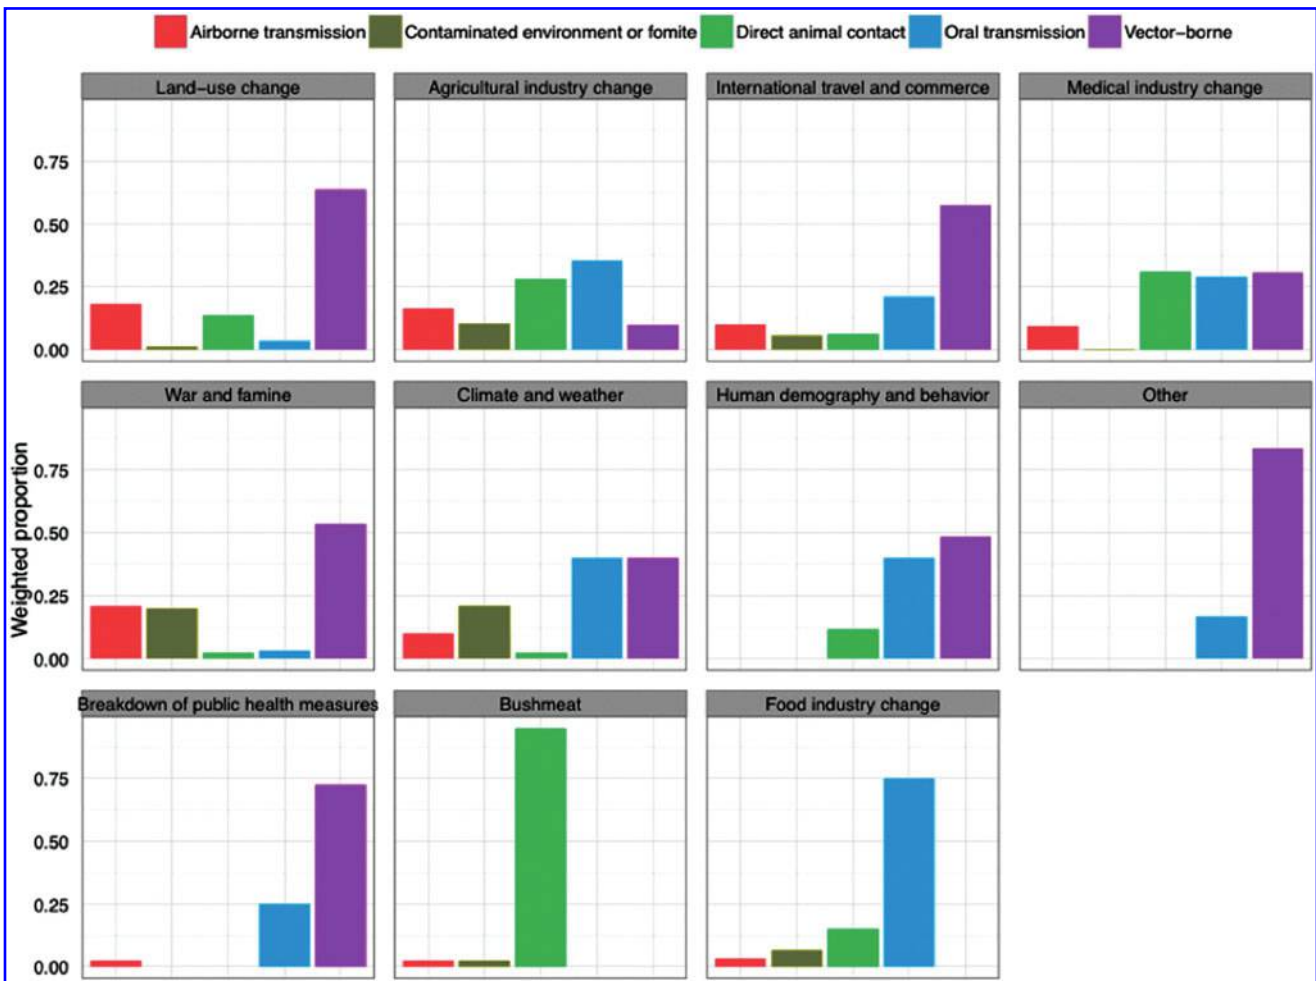 Airborne transmission Contaminated environment or fomite Direct animal contact Oral transmission Vector–borne
Land–use change Agricultural industry change International travel and commerce Medical industry change
0.75
0.50
0.25
0.00
War and famine Climate and weather Human demography and behavior Other
Weighted proportion
0.75
0.50
0.25
0.00
Breakdown of public health measures Bushmeat Food industry change
0.75
0.50
0.25
0.00